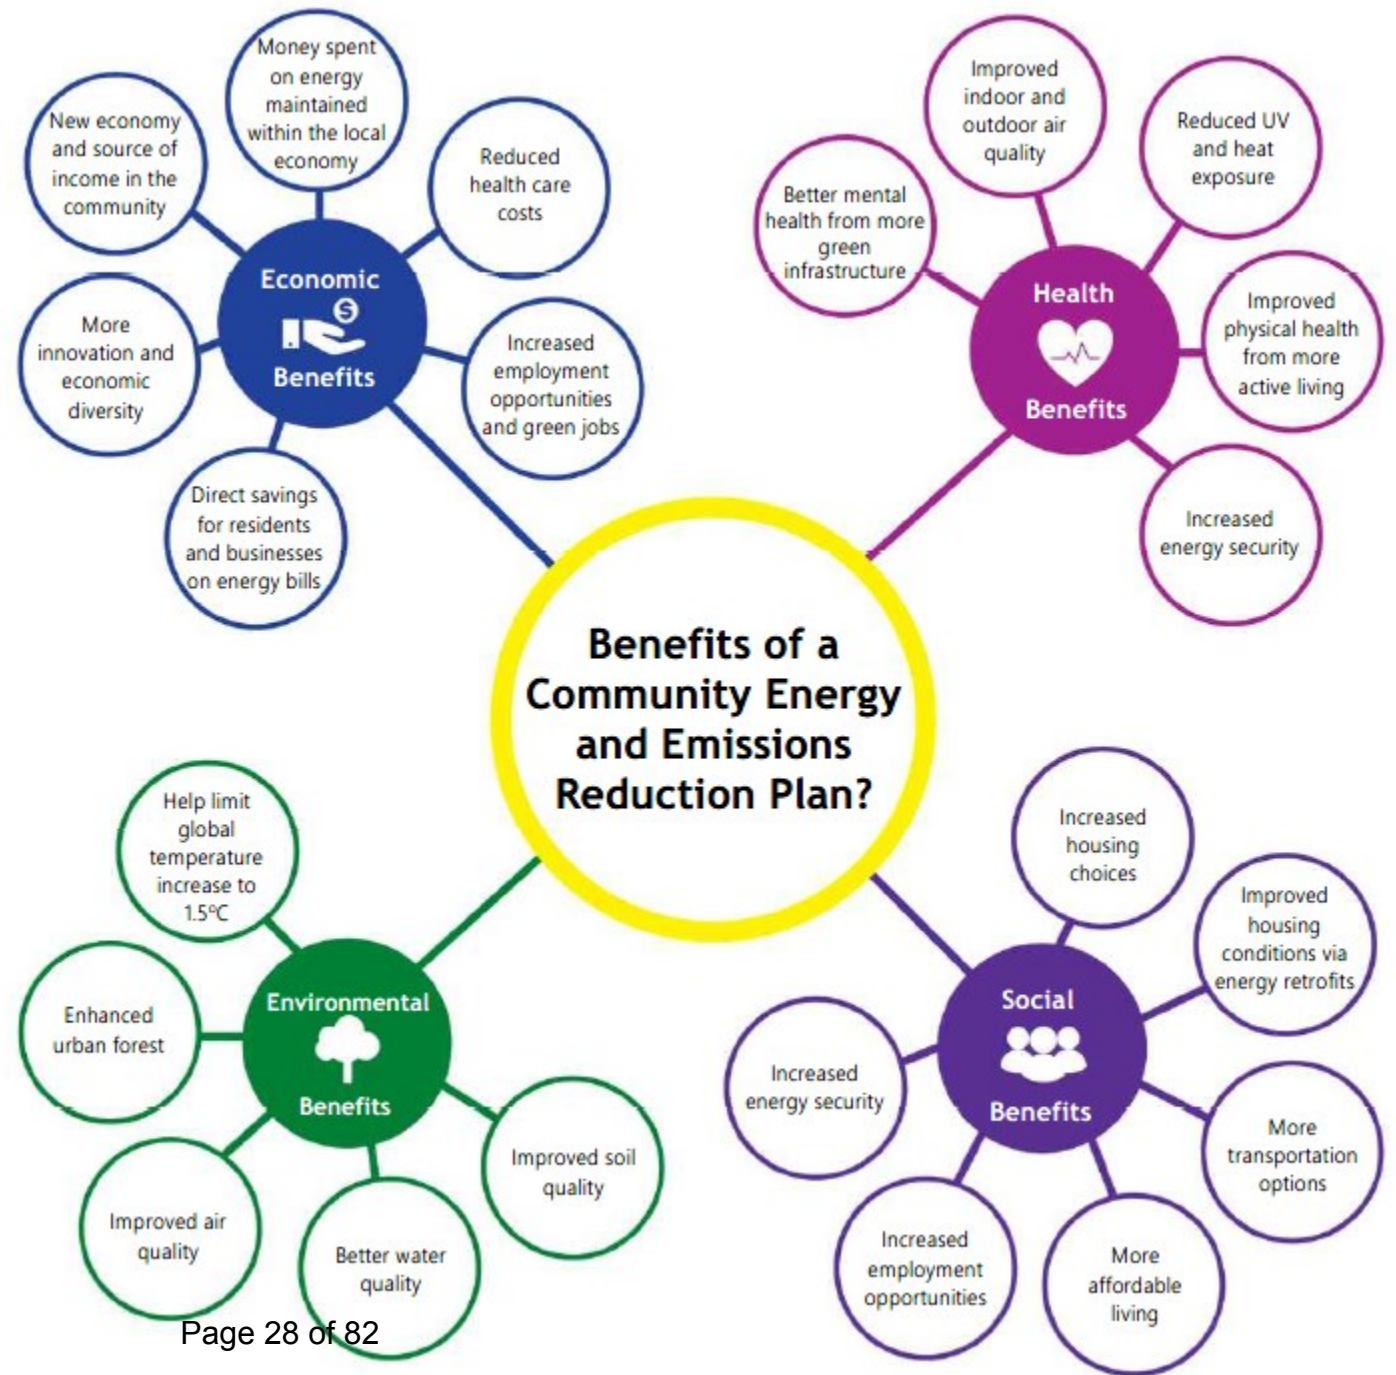 Money spent
on energy
maintained
within the local
economy
New economy
and source of
income in the
community
Reduced
health care
costs
Economic
Benefits
More
innovation and
economic
diversity
Increased
employment
opportunities
and green jobs
Direct savings
for residents
and businesses
on energy bills
Improved
indoor and
outdoor air
quality
Reduced UV
and heat
exposure
Better mental
health from more
green
infrastructure
Health
Benefits
Improved
physical health
from more
active living
Increased
energy security
Benefits of a
Community Energy
and Emissions
Reduction Plan?
Help limit
global
temperature
increase to
1.5ºC
Enhanced
urban forest
Environmental
Benefits
Improved air
quality
Better water
quality
Improved soil
quality
Increased
housing
choices
Improved
housing
conditions via
energy retrofits
Social
Benefits
Increased
energy security
More
transportation
options
Increased
employment
opportunities
More
affordable
living
Page 28 of 82